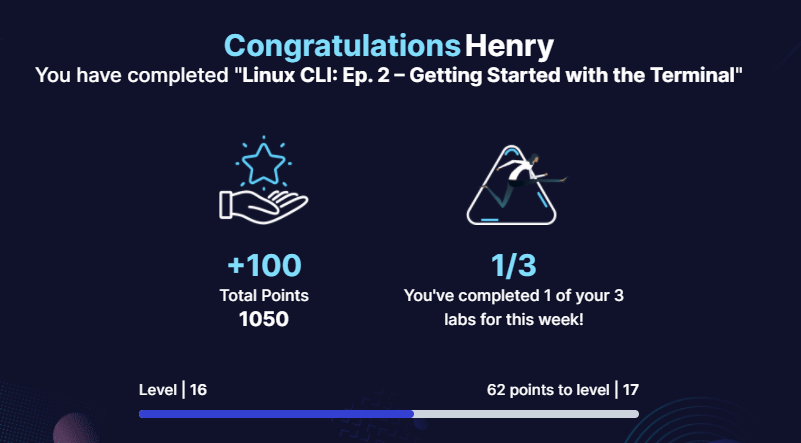 Congratulations Henry
You have completed "Linux CLI: Ep. 2 – Getting Started with the Terminal"
+100
Total Points
1050
1/3
You've completed 1 of your 3
labs for this week!
Level | 16
62 points to level | 17